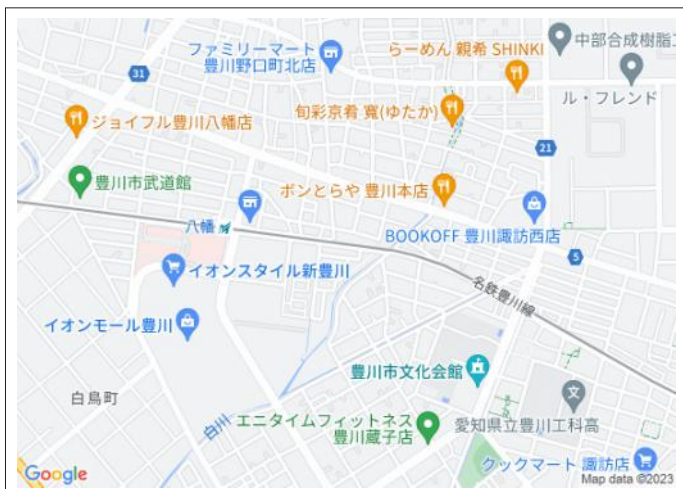 ファミリーマート
豊川野口町北店
らーめん 親希 SHINKI
中部合成樹脂工
31
ル・フレンド
旬彩京肴 寛(ゆたか)
ジョイフル豊川八幡店
21
豊川市武道館
ボンとらや 豊川本店
八幡
BOOKOFF 豊川諏訪西店
5
イオンスタイル新豊川
名鉄豊川線
イオンモール豊川
豊川市文化会館
白鳥町
文
白川
エニタイムフィットネス
豊川蔵子店
愛知県立豊川工科高
クックマート 諏訪店
Google
Map data ©2023